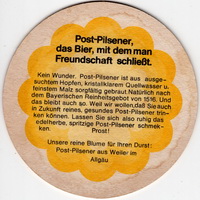 Post-Pilsener,
das Bier, mit dem man
Freundschaft schließt.
Kein Wunder. Post-Pilsener ist aus ausge-
suchtem Hopfen, kristallklarem Quellwasser u.
feinstem Malz sorgfältig gebraut. Natürlich nach
dem Bayerischen Reinheitsgebot von 1516. Und
das bleibt auch so. Weil wir wollen, daß Sie auch
in Zukunft reines, gesundes Post-Pilsener trin-
ken können. Lassen Sie sich also ruhig das
edelherbe, spritzige Post-Pilsener schmek-
ken. Prost!
Unsere reine Blume für Ihren Durst:
Post-Pilsener aus Weiler im
Allgäu